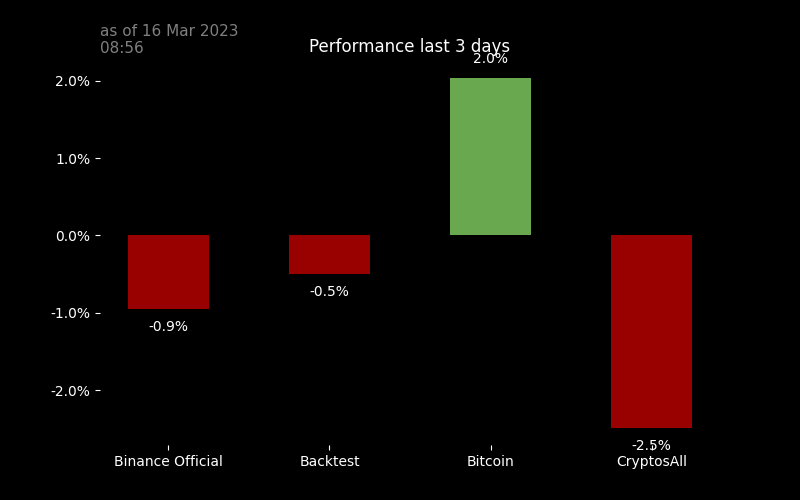 as of 16 Mar 2023
08:56
Performance last 3 days
2.0%
2.0%
1.0%
0.0%
-1.0%
-2.0%
-0.9%
-0.5%
-2.5%
Binance Official
Backtest
Bitcoin
CryptosAll